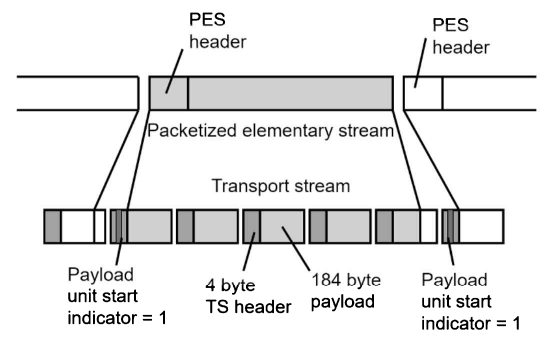 PES
header
PES
header
Packetized elementary stream
Transport stream
Payload
unit start
indicator = 1
4 byte
TS header
184 byte
payload
Payload
unit start
indicator = 1